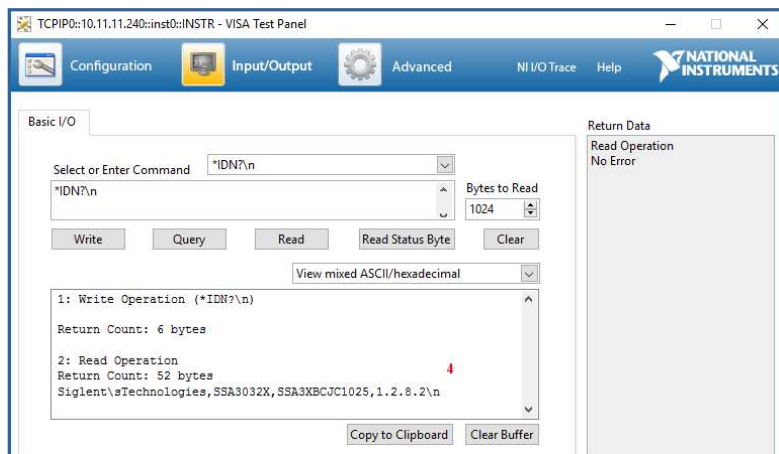 TCPIP0::10.11.11.240::inst0::INSTR - VISA Test Panel
Configuration Input/Output Advanced NI I/O Trace Help NATIONAL INSTRUMENTS
Basic I/O
Return Data
Read Operation
No Error
Select or Enter Command *IDN?\n
*IDN?\n
Bytes to Read
1024
Write Query Read Read Status Byte Clear
View mixed ASCII/hexadecimal
1: Write Operation (*IDN?\n)
Return Count: 6 bytes
2: Read Operation
4
Return Count: 52 bytes
Siglent\sTechnologies,SSA3032X,SSA3XBCJC1025,1.2.8.2\n
Copy to Clipboard Clear Buffer